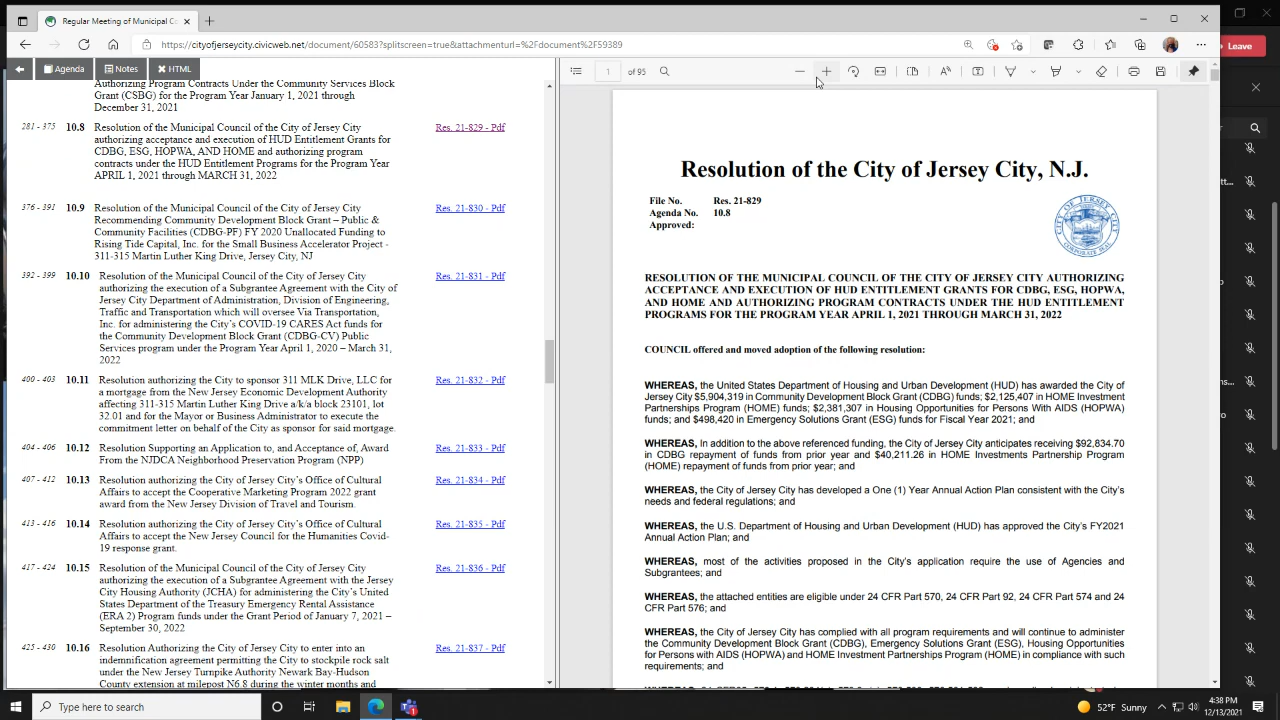 Regular Meeting of Municipal Co
Leave
https://cityofjerseycity.civicweb.net/document/60583?splitscreen=true&attachmenturl=%2Fdocument%2F59389
Agenda
Notes
HTML
1 of 95
Authorizing Program Contracts Under the Community Services Block
Grant (CSBG) for the Program Year January 1, 2021 through
December 31, 2021
281 - 375 10.8 Resolution of the Municipal Council of the City of Jersey City Res. 21-829 - Pdf
authorizing acceptance and execution of HUD Entitlement Grants for
CDBG, ESG, HOPWA, AND HOME and authorizing program
contracts under the HUD Entitlement Programs for the Program Year
APRIL 1, 2021 through MARCH 31, 2022
376 - 391 10.9 Resolution of the Municipal Council of the City of Jersey City Res. 21-830 - Pdf
Recommending Community Development Block Grant – Public &
Community Facilities (CDBG-PF) FY 2020 Unallocated Funding to
Rising Tide Capital, Inc. for the Small Business Accelerator Project -
311-315 Martin Luther King Drive, Jersey City, NJ
392 - 399 10.10 Resolution of the Municipal Council of the City of Jersey City Res. 21-831 - Pdf
authorizing the execution of a Subgrantee Agreement with the City of
Jersey City Department of Administration, Division of Engineering,
Traffic and Transportation which will oversee Via Transportation,
Inc. for administering the City's COVID-19 CARES Act funds for
the Community Development Block Grant (CDBG-CV) Public
Services program under the Program Year April 1, 2020 – March 31,
2022
400 - 403 10.11 Resolution authorizing the City to sponsor 311 MLK Drive, LLC for Res. 21-832 - Pdf
a mortgage from the New Jersey Economic Development Authority
affecting 311-315 Martin Luther King Drive a/k/a block 23101, lot
32.01 and for the Mayor or Business Administrator to execute the
commitment letter on behalf of the City as sponsor for said mortgage.
404 - 406 10.12 Resolution Supporting an Application to, and Acceptance of, Award Res. 21-833 - Pdf
From the NJDCA Neighborhood Preservation Program (NPP)
407 - 412 10.13 Resolution authorizing the City of Jersey City's Office of Cultural Res. 21-834 - Pdf
Affairs to accept the Cooperative Marketing Program 2022 grant
award from the New Jersey Division of Travel and Tourism.
413 - 416 10.14 Resolution authorizing the City of Jersey City's Office of Cultural Res. 21-835 - Pdf
Affairs to accept the New Jersey Council for the Humanities Covid-
19 response grant.
417 - 424 10.15 Resolution of the Municipal Council of the City of Jersey City Res. 21-836 - Pdf
authorizing the execution of a Subgrantee Agreement with the Jersey
City Housing Authority (JCHA) for administering the City's United
States Department of the Treasury Emergency Rental Assistance
(ERA 2) Program funds under the Grant Period of January 7, 2021 –
September 30, 2022
425 - 430 10.16 Resolution Authorizing the City of Jersey City to enter into an Res. 21-837 - Pdf
indemnification agreement permitting the City to stockpile rock salt
under the New Jersey Turnpike Authority Newark Bay-Hudson
County extension at milepost N6.8 during the winter months and
Resolution of the City of Jersey City, N.J.
File No. Res. 21-829
Agenda No. 10.8
Approved:
RESOLUTION OF THE MUNICIPAL COUNCIL OF THE CITY OF JERSEY CITY AUTHORIZING
ACCEPTANCE AND EXECUTION OF HUD ENTITLEMENT GRANTS FOR CDBG, ESG, HOPWA,
AND HOME AND AUTHORIZING PROGRAM CONTRACTS UNDER THE HUD ENTITLEMENT
PROGRAMS FOR THE PROGRAM YEAR APRIL 1, 2021 THROUGH MARCH 31, 2022
COUNCIL offered and moved adoption of the following resolution:
WHEREAS, the United States Department of Housing and Urban Development (HUD) has awarded the City of
Jersey City $5,904,319 in Community Development Block Grant (CDBG) funds; $2,125,407 in HOME Investment
Partnerships Program (HOME) funds; $2,381,307 in Housing Opportunities for Persons With AIDS (HOPWA)
funds; and $498,420 in Emergency Solutions Grant (ESG) funds for Fiscal Year 2021; and
WHEREAS, In addition to the above referenced funding, the City of Jersey City anticipates receiving $92,834.70
in CDBG repayment of funds from prior year and $40,211.26 in HOME Investments Partnership Program
(HOME) repayment of funds from prior year; and
WHEREAS, the City of Jersey City has developed a One (1) Year Annual Action Plan consistent with the City's
needs and federal regulations; and
WHEREAS, the U.S. Department of Housing and Urban Development (HUD) has approved the City's FY2021
Annual Action Plan; and
WHEREAS, most of the activities proposed in the City's application require the use of Agencies and
Subgrantees; and
WHEREAS, the attached entities are eligible under 24 CFR Part 570, 24 CFR Part 92, 24 CFR Part 574 and 24
CFR Part 576; and
WHEREAS, the City of Jersey City has complied with all program requirements and will continue to administer
the Community Development Block Grant (CDBG), Emergency Solutions Grant (ESG), Housing Opportunities
for Persons with AIDS (HOPWA) and HOME Investment Partnerships Program (HOME) in compliance with such
requirements; and
Type here to search
52°F Sunny
4:38 PM
12/13/2021